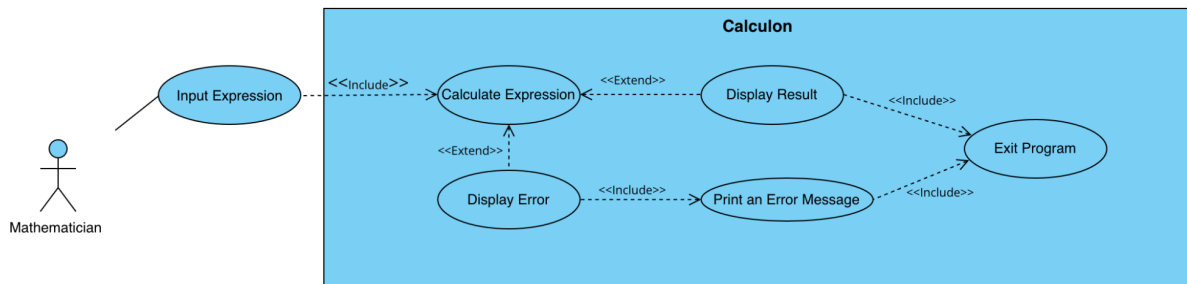 Calculon
Input Expression
<<Include>>
Calculate Expression
<<Extend>>
Display Result
<<Include>>
Exit Program
<<Extend>>
Display Error
<<Include>>
Print an Error Message
<<Include>>
Mathematician